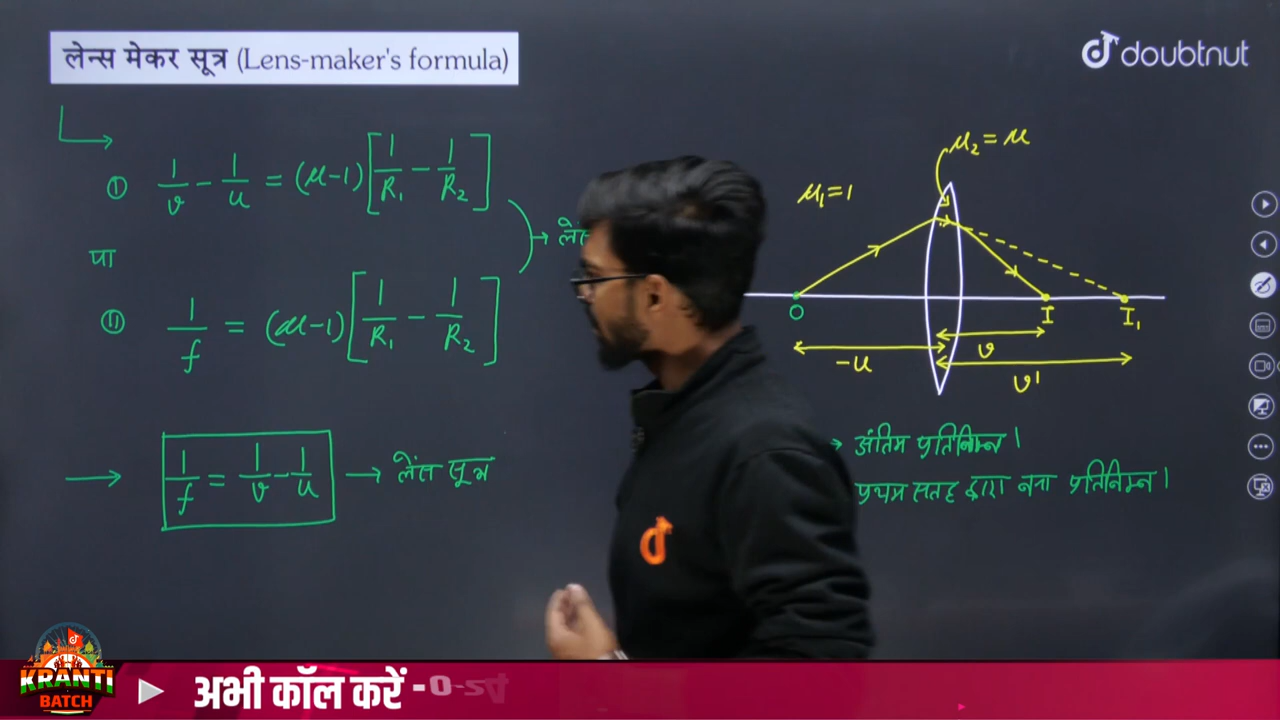 लेन्स मेकर सूत्र (Lens-maker's formula)
doubtnut
① 1/v - 1/u = (μ-1)[1/R₁ - 1/R₂]
→ लें
या
② 1/f = (μ-1)[1/R₁ - 1/R₂]
→ 1/f = 1/v - 1/u → लेंस सूत्र
μ₂ = μ
μ₁ = 1
O
I
I₁
v
-u
v'
→ अंतिम प्रतिबिम्ब।
प्रथम सतह द्वारा बना प्रतिबिम्ब।
KRANTI
BATCH
अभी कॉल करें -